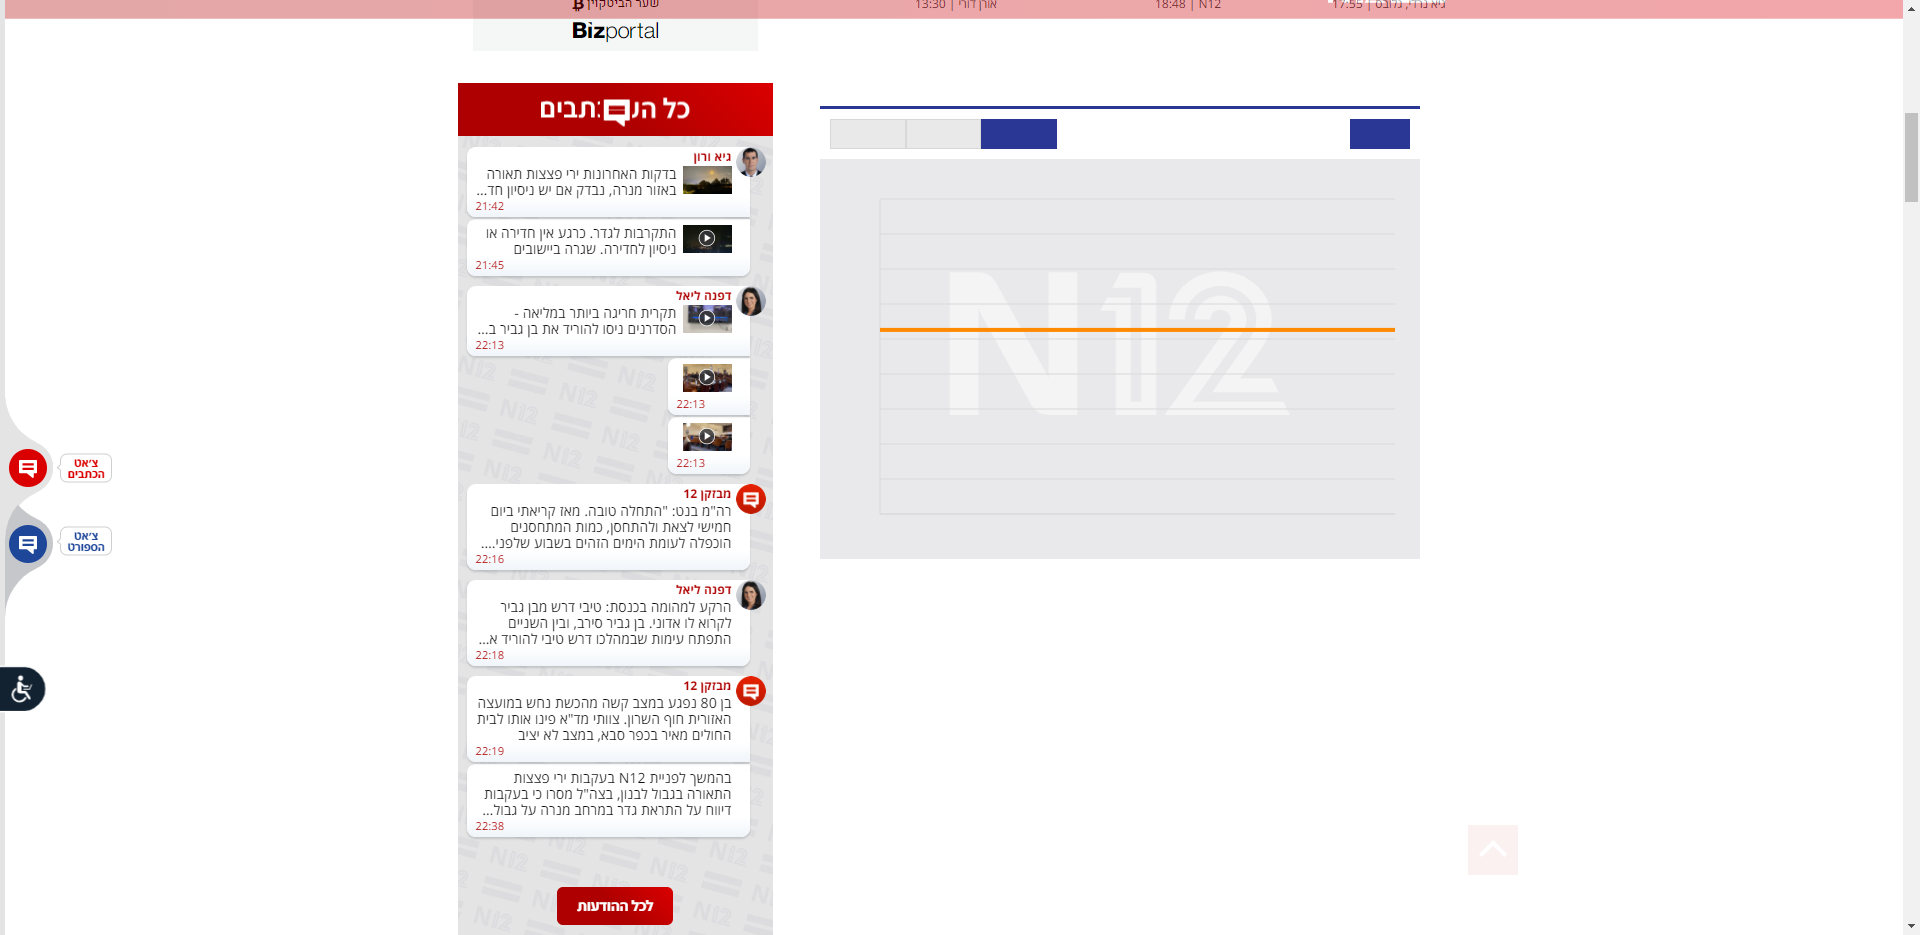 גיא נרדי, גלובס | 17:55
N12 | 18:48
אורן דורי | 13:30
שער הביטקוין
Bizportal
כל הכתבים
גיא ורון
בדקות האחרונות ירי פצצות תאורה
באזור מנרה, נבדק אם יש ניסיון חד...
21:42
התקרבות לגדר. כרגע אין חדירה או
ניסיון לחדירה. שגרה ביישובים
21:45
דפנה ליאל
תקרית חריגה ביותר במליאה -
הסדרנים ניסו להוריד את בן גביר ב...
22:13
22:13
22:13
מבזקן 12
רה"מ בנט: "התחלה טובה. מאז קריאתי ביום
חמישי לצאת ולהתחסן, כמות המתחסנים
הוכפלה לעומת הימים הזהים בשבוע שלפני....
22:16
דפנה ליאל
הרקע למהומה בכנסת: טיבי דרש מבן גביר
לקרוא לו אדוני. בן גביר סירב, ובין השניים
התפתח עימות שבמהלכו דרש טיבי להוריד א...
22:18
מבזקן 12
בן 80 נפגע במצב קשה מהכשת נחש במועצה
האזורית חוף השרון. צוותי מד"א פינו אותו לבית
החולים מאיר בכפר סבא, במצב לא יציב
22:19
בהמשך לפניית N12 בעקבות ירי פצצות
התאורה בגבול לבנון, בצה"ל מסרו כי בעקבות
דיווח על התראת גדר במרחב מנרה על גבול...
22:38
לכל ההודעות
N12
צ'אט
הכתבים
צ'אט
הספורט